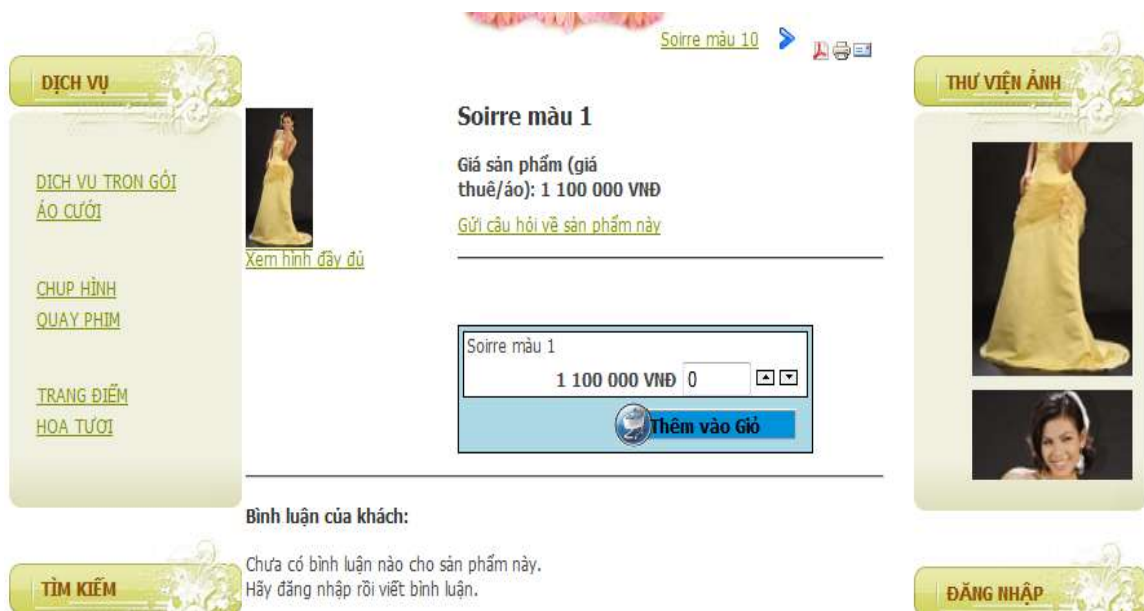 Soirre màu 10
DỊCH VỤ
DICH VU TRON GÓI
ÁO CƯỚI
CHUP HÌNH
QUAY PHIM
TRANG ĐIỂM
HOA TƯƠI
TÌM KIẾM
Xem hình đầy đủ
Soirre màu 1
Giá sản phẩm (giá
thuê/áo): 1 100 000 VNĐ
Gửi câu hỏi về sản phẩm này
Soirre màu 1
1 100 000 VNĐ 0
Thêm vào Giỏ
Bình luận của khách:
Chưa có bình luận nào cho sản phẩm này.
Hãy đăng nhập rồi viết bình luận.
THƯ VIỆN ẢNH
ĐĂNG NHẬP